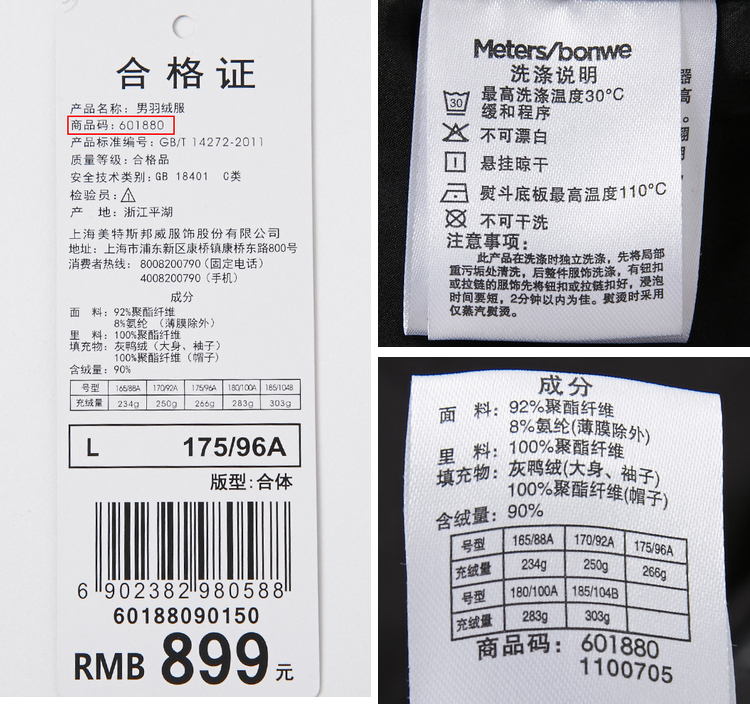 合格证
产品名称: 男羽绒服
商品码: 601880
产品标准编号: GB/T 14272-2011
质量等级: 合格品
安全技术类别: GB 18401 C类
检验员:
产 地: 浙江平湖
上海美特斯邦威服饰股份有限公司
地址: 上海市浦东新区康桥镇康桥东路800号
消费者热线: 8008200790 (固定电话)
4008200790 (手机)
成分
面 料: 92%聚酯纤维
8%氨纶 (薄膜除外)
里 料: 100%聚酯纤维
填充物: 灰鸭绒(大身、袖子)
100%聚酯纤维(帽子)
含绒量: 90%
号型 165/88A 170/92A 175/96A 180/100A 185/104B
充绒量 234g 250g 266g 283g 303g
L 175/96A
版型: 合体
6 902382 980588
60188090150
RMB 899元
Meters/bonwe
洗涤说明
30 最高洗涤温度30°C
缓和程序
不可漂白
悬挂晾干
熨斗底板最高温度110°C
不可干洗
注意事项:
此产品在洗涤时独立洗涤, 先将局部
重污垢处清洗, 后整件服饰洗涤, 有钮扣
或拉链的服饰先将钮扣或拉链扣好, 浸泡
时间要短, 2分钟以内为佳。熨烫时采用
仅蒸汽熨烫。
成分
面 料: 92%聚酯纤维
8%氨纶(薄膜除外)
里 料: 100%聚酯纤维
填充物: 灰鸭绒(大身、袖子)
100%聚酯纤维(帽子)
含绒量: 90%
号型 165/88A 170/92A 175/96A
充绒量 234g 250g 266g
号型 180/100A 185/104B
充绒量 283g 303g
商品码: 601880
1100705